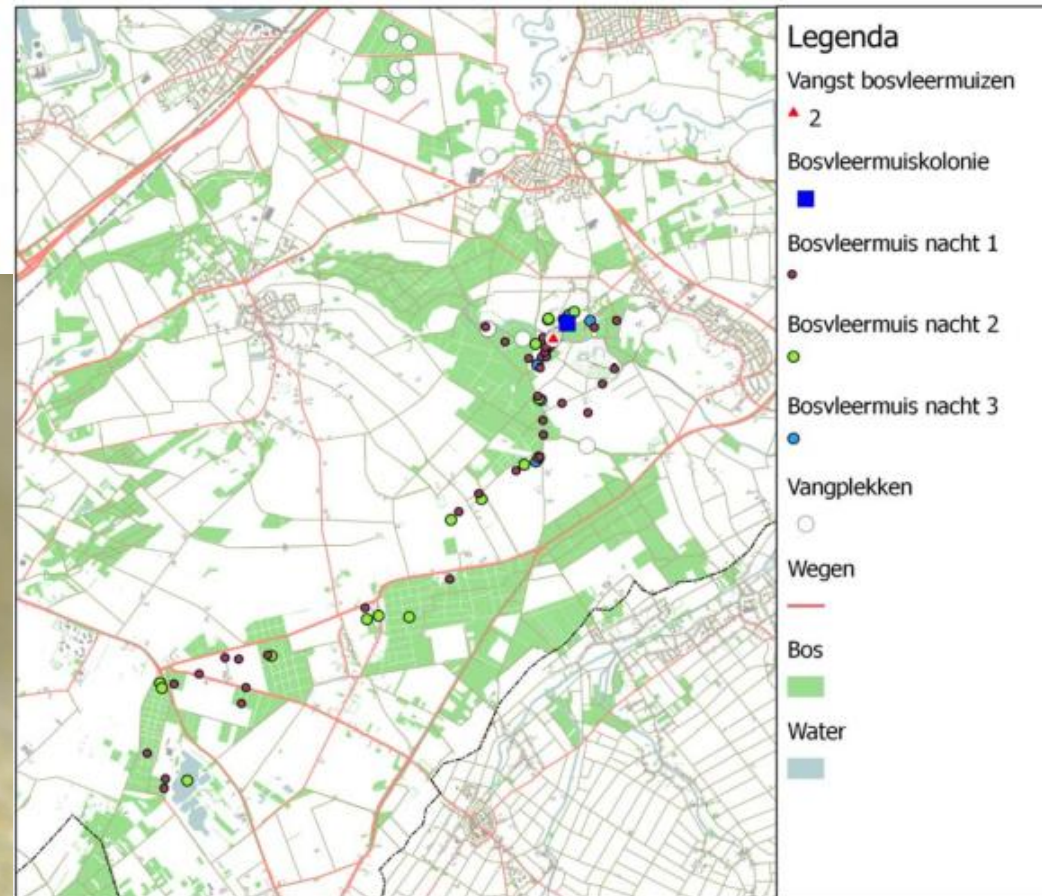 Legenda
Vangst bosvleermuizen
2
Bosvleermuiskolonie
Bosvleermuis nacht 1
Bosvleermuis nacht 2
Bosvleermuis nacht 3
Vangplekken
Wegen
Bos
Water